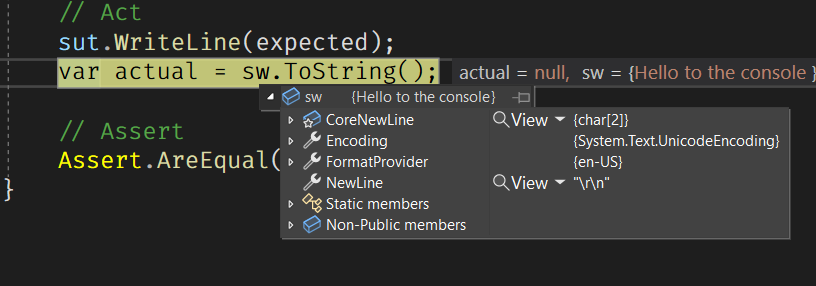 // Act
sut.WriteLine(expected);
var actual = sw.ToString(); actual = null, sw = {Hello to the console }
sw {Hello to the console}
// Assert
CoreNewLine View {char[2]}
Encoding {System.Text.UnicodeEncoding}
Assert.AreEqual(
FormatProvider {en-US}
NewLine View "\r\n"
}
Static members
Non-Public members